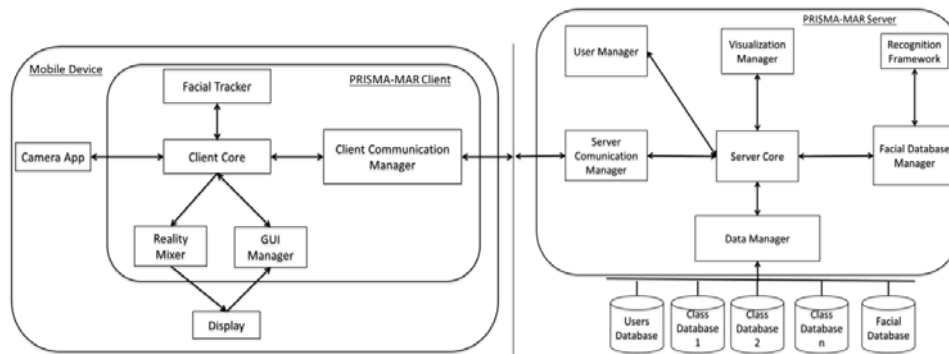 Mobile Device
PRISMA-MAR Client
Facial Tracker
Camera App
Client Core
Client Communication
Manager
Reality
Mixer
GUI
Manager
Display
PRISMA-MAR Server
User Manager
Visualization
Manager
Recognition
Framework
Server
Comunication
Manager
Server Core
Facial Database
Manager
Data Manager
Users
Database
Class
Database
1
Class
Database
2
Class
Database
n
Facial
Database